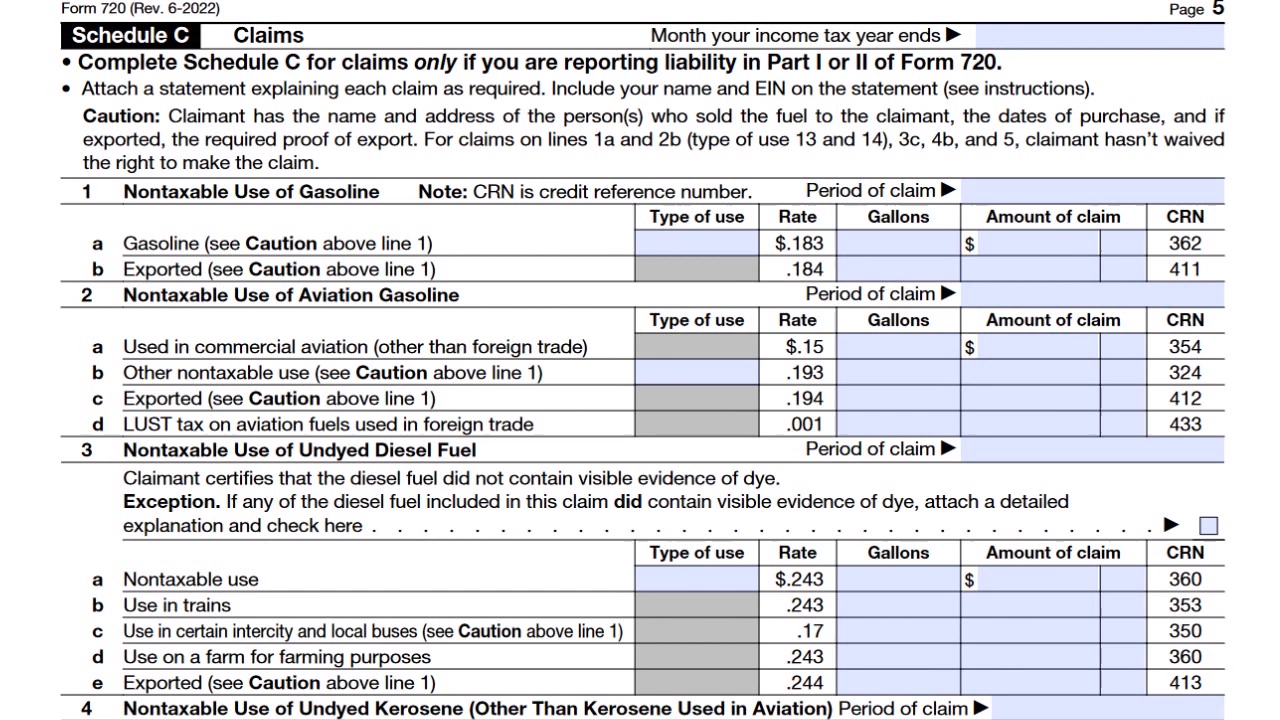 Form 720 (Rev. 6-2022) Page 5
Schedule C Claims Month your income tax year ends ▶
• Complete Schedule C for claims only if you are reporting liability in Part I or II of Form 720.
• Attach a statement explaining each claim as required. Include your name and EIN on the statement (see instructions).
Caution: Claimant has the name and address of the person(s) who sold the fuel to the claimant, the dates of purchase, and if
exported, the required proof of export. For claims on lines 1a and 2b (type of use 13 and 14), 3c, 4b, and 5, claimant hasn't waived
the right to make the claim.
1 Nontaxable Use of Gasoline Note: CRN is credit reference number. Period of claim ▶
Type of use Rate Gallons Amount of claim CRN
a Gasoline (see Caution above line 1) $.183 $ 362
b Exported (see Caution above line 1) .184 411
2 Nontaxable Use of Aviation Gasoline Period of claim ▶
Type of use Rate Gallons Amount of claim CRN
a Used in commercial aviation (other than foreign trade) $.15 $ 354
b Other nontaxable use (see Caution above line 1) .193 324
c Exported (see Caution above line 1) .194 412
d LUST tax on aviation fuels used in foreign trade .001 433
3 Nontaxable Use of Undyed Diesel Fuel Period of claim ▶
Claimant certifies that the diesel fuel did not contain visible evidence of dye.
Exception. If any of the diesel fuel included in this claim did contain visible evidence of dye, attach a detailed
explanation and check here . . . . . . . . . . . . . . . . . . . . . . . . . . . . ▶
Type of use Rate Gallons Amount of claim CRN
a Nontaxable use $.243 $ 360
b Use in trains .243 353
c Use in certain intercity and local buses (see Caution above line 1) .17 350
d Use on a farm for farming purposes .243 360
e Exported (see Caution above line 1) .244 413
4 Nontaxable Use of Undyed Kerosene (Other Than Kerosene Used in Aviation) Period of claim ▶